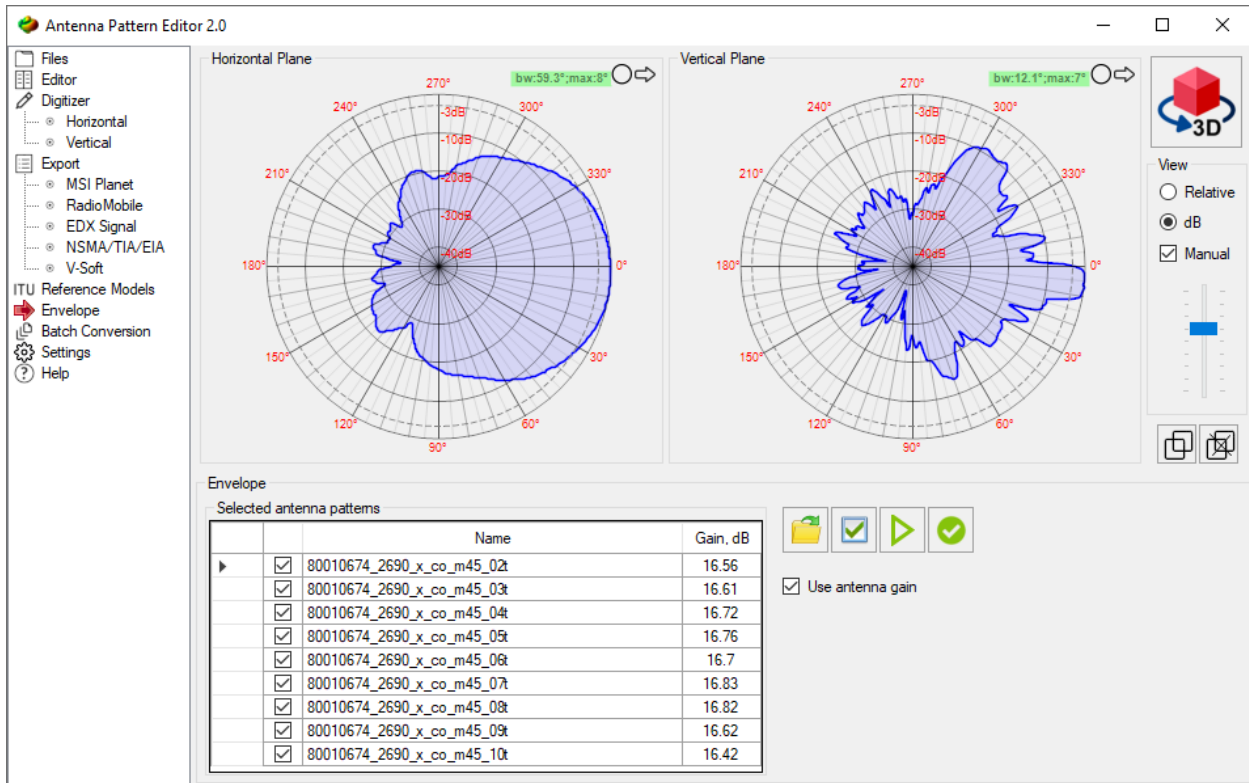 Antenna Pattern Editor 2.0
Files
Editor
Digitizer
Horizontal
Vertical
Export
MSI Planet
RadioMobile
EDX Signal
NSMA/TIA/EIA
V-Soft
ITU Reference Models
Envelope
Batch Conversion
Settings
Help
Horizontal Plane
bw:59.3°;max:8°
270°
240° 300°
-3dB
-10dB
210° 330°
-20dB
-30dB
-40dB
180° 0°
150° 30°
120° 60°
90°
Vertical Plane
bw:12.1°;max:7°
270°
240° 300°
-3dB
-10dB
210° 330°
-20dB
-30dB
-40dB
180° 0°
150° 30°
120° 60°
90°
3D
View
Relative
dB
Manual
Envelope
Selected antenna patterns
Name Gain, dB
80010674_2690_x_co_m45_02t 16.56
80010674_2690_x_co_m45_03t 16.61
80010674_2690_x_co_m45_04t 16.72
80010674_2690_x_co_m45_05t 16.76
80010674_2690_x_co_m45_06t 16.7
80010674_2690_x_co_m45_07t 16.83
80010674_2690_x_co_m45_08t 16.82
80010674_2690_x_co_m45_09t 16.62
80010674_2690_x_co_m45_10t 16.42
Use antenna gain